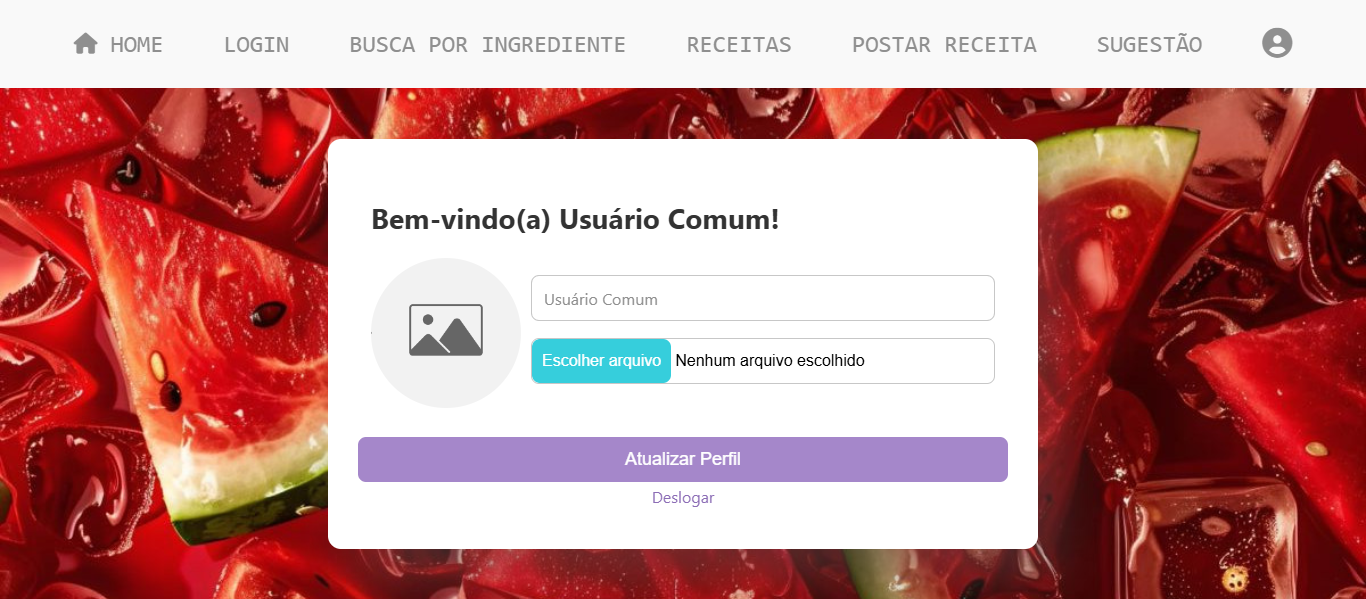 HOME LOGIN BUSCA POR INGREDIENTE RECEITAS POSTAR RECEITA SUGESTÃO
Bem-vindo(a) Usuário Comum!
Usuário Comum
Escolher arquivo Nenhum arquivo escolhido
Atualizar Perfil
Deslogar